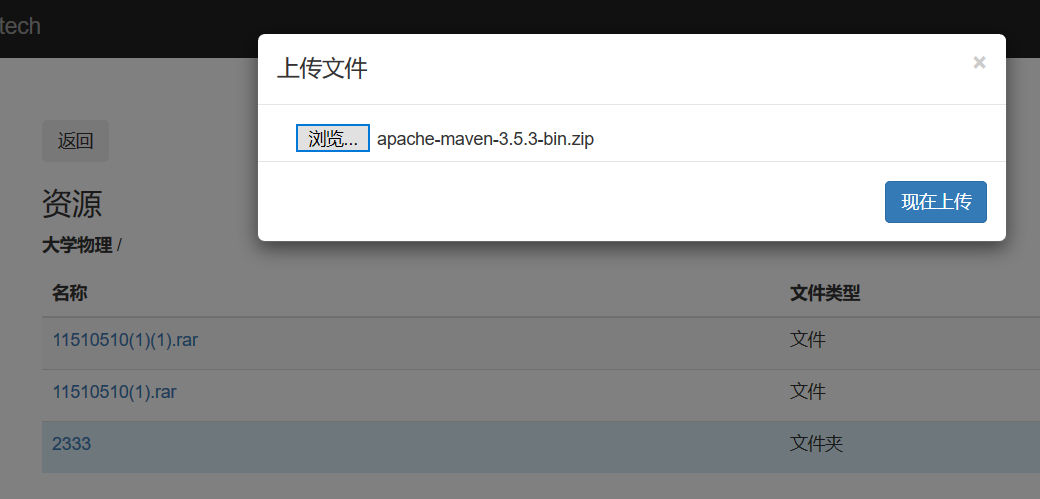 tech
上传文件 ×
浏览... apache-maven-3.5.3-bin.zip
现在上传
返回
资源
大学物理 /
名称 文件类型
11510510(1)(1).rar 文件
11510510(1).rar 文件
2333 文件夹